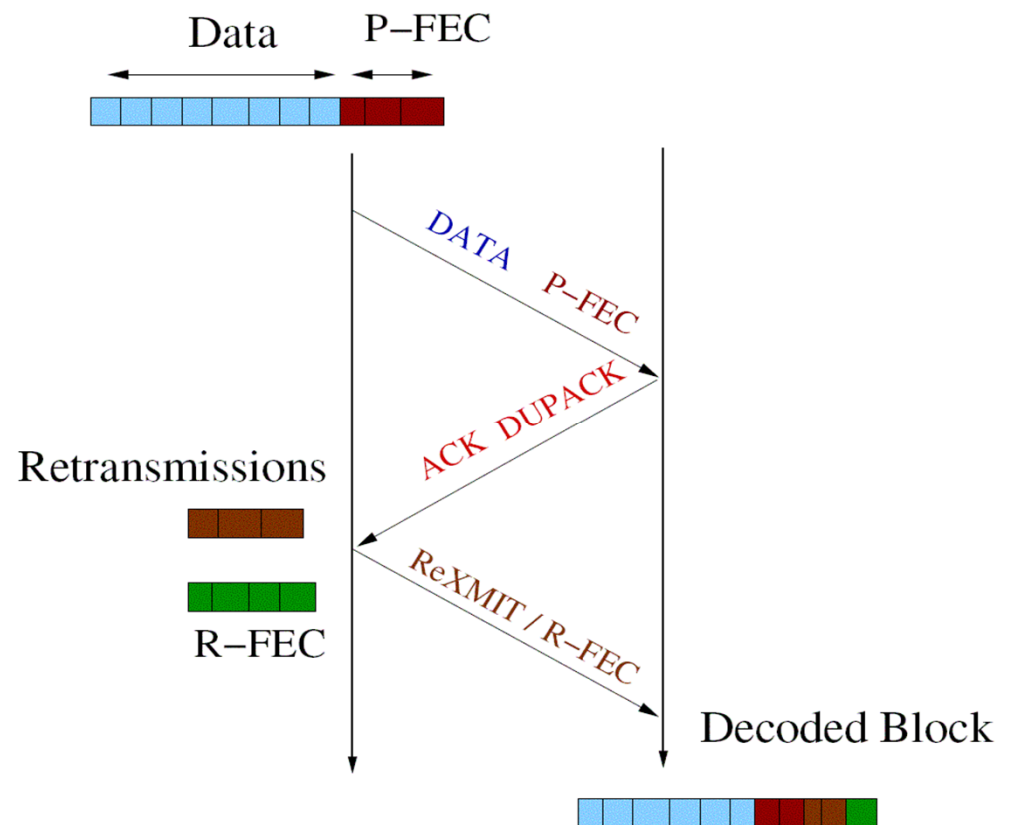 Data
P−FEC
DATA
P−FEC
ACK DUPACK
Retransmissions
ReXMIT / R−FEC
R−FEC
Decoded Block